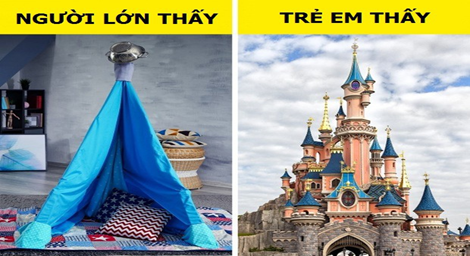 NGƯỜI LỚN THẤY
TRẺ EM THẤY